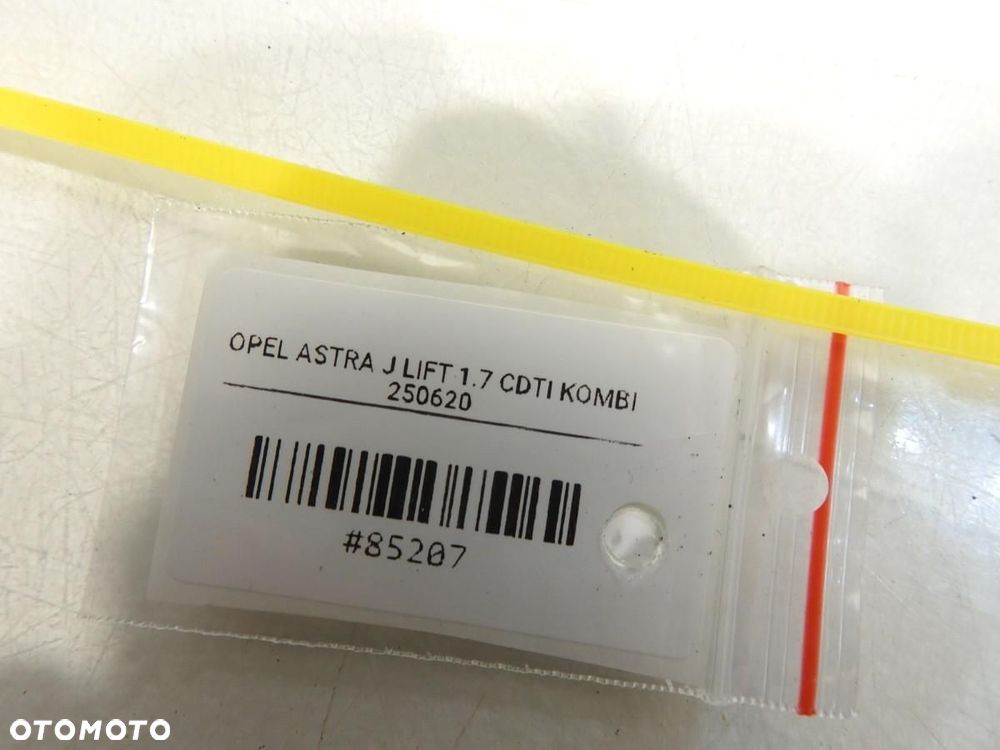 OPEL ASTRA J LIFT 1.7 CDTI KOMBI
250620
#85207
OTOMOTO